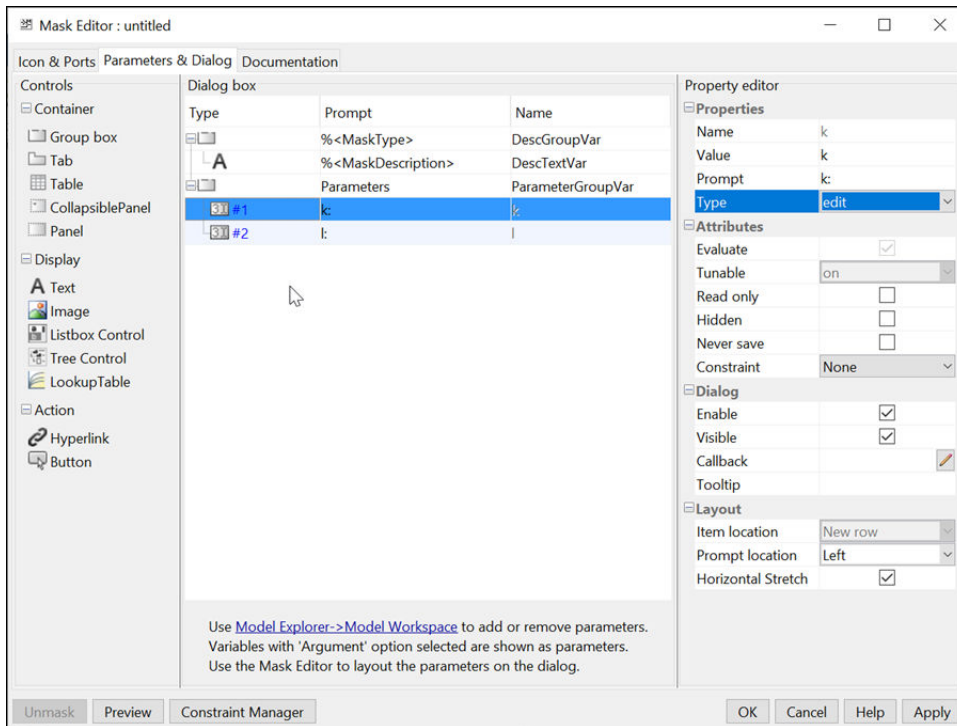 Mask Editor : untitled
Icon & Ports Parameters & Dialog Documentation
Controls
Container
Group box
Tab
Table
CollapsiblePanel
Panel
Display
A Text
Image
Listbox Control
Tree Control
LookupTable
Action
Hyperlink
Button
Dialog box
Type Prompt Name
%<MaskType> DescGroupVar
A %<MaskDescription> DescTextVar
Parameters ParameterGroupVar
#1 k: k
#2 l: l
Use Model Explorer->Model Workspace to add or remove parameters.
Variables with 'Argument' option selected are shown as parameters.
Use the Mask Editor to layout the parameters on the dialog.
Property editor
Properties
Name k
Value k
Prompt k:
Type edit
Attributes
Evaluate
Tunable on
Read only
Hidden
Never save
Constraint None
Dialog
Enable
Visible
Callback
Tooltip
Layout
Item location New row
Prompt location Left
Horizontal Stretch
Unmask Preview Constraint Manager OK Cancel Help Apply